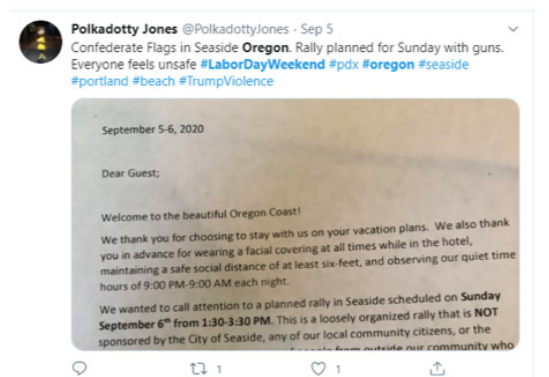 Polkadotty Jones @PolkadottyJones · Sep 5
Confederate Flags in Seaside Oregon. Rally planned for Sunday with guns.
Everyone feels unsafe #LaborDayWeekend #pdx #oregon #seaside
#portland #beach #TrumpViolence
September 5-6, 2020
Dear Guest;
Welcome to the beautiful Oregon Coast!
We thank you for choosing to stay with us on your vacation plans. We also thank
you in advance for wearing a facial covering at all times while in the hotel,
maintaining a safe social distance of at least six-feet, and observing our quiet time
hours of 9:00 PM-9:00 AM each night.
We wanted to call attention to a planned rally in Seaside scheduled on Sunday
September 6th from 1:30-3:30 PM. This is a loosely organized rally that is NOT
sponsored by the City of Seaside, any of our local community citizens, or the
of people from outside our community who
1
1